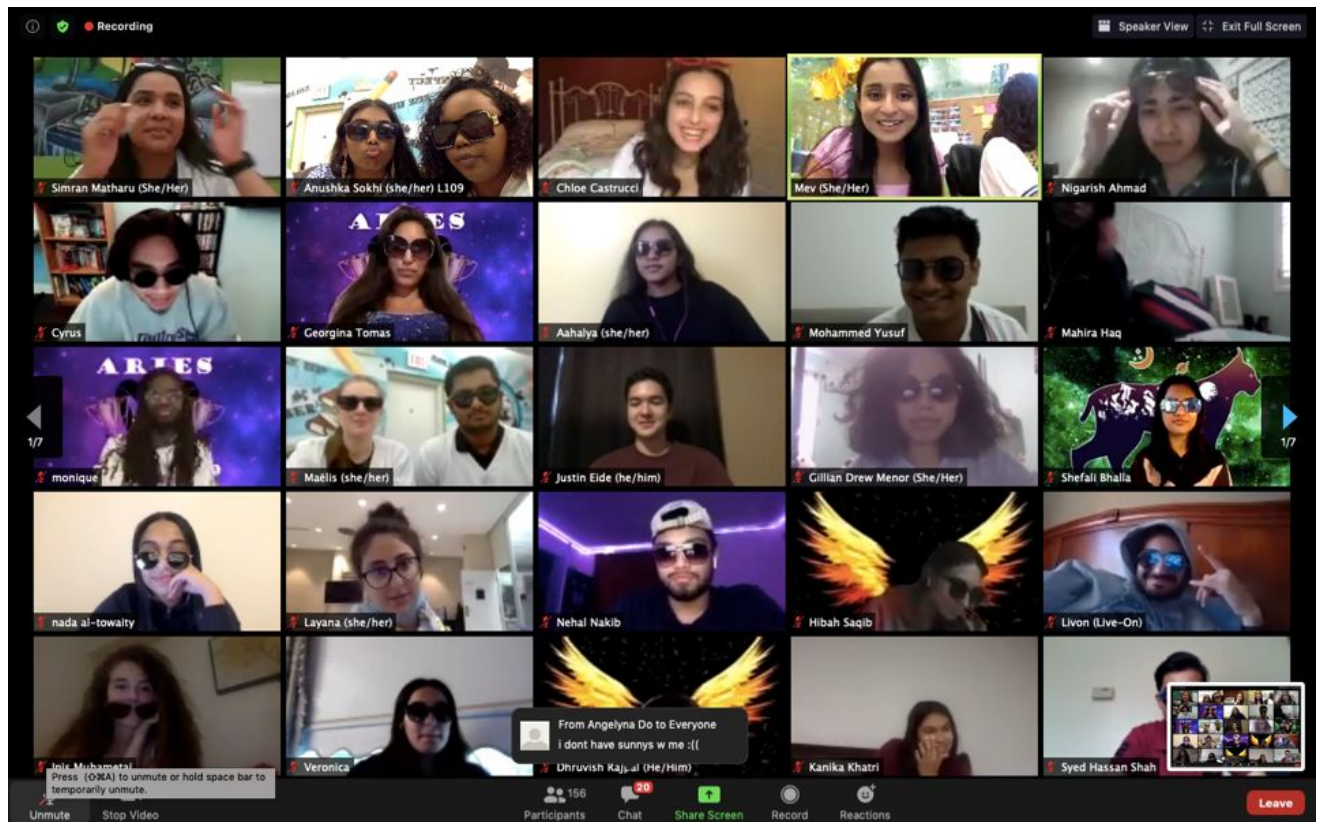 Recording
Speaker View
Exit Full Screen
Simran Matharu (She/Her)
Anushka Sokhi (she/her) L109
Chloe Castrucci
Mev (She/Her)
Nigarish Ahmad
Cyrus
ARIES
Georgina Tomas
Aahalya (she/her)
Mohammed Yusuf
Mahira Haq
1/7
ARIES
monique
Maëlis (she/her)
Justin Eide (he/him)
Gillian Drew Menor (She/Her)
Shefali Bhalla
1/7
nada al-towaity
Layana (she/her)
Nehal Nakib
Hibah Saqib
Livon (Live-On)
Veronica
From Angelyna Do to Everyone
i dont have sunnys w me :((
Dhruvish Rajpal (He/Him)
Kanika Khatri
Syed Hassan Shah
Press (⇧⌘A) to unmute or hold space bar to
temporarily unmute.
Unmute
Stop Video
156
Participants
20
Chat
Share Screen
Record
Reactions
Leave